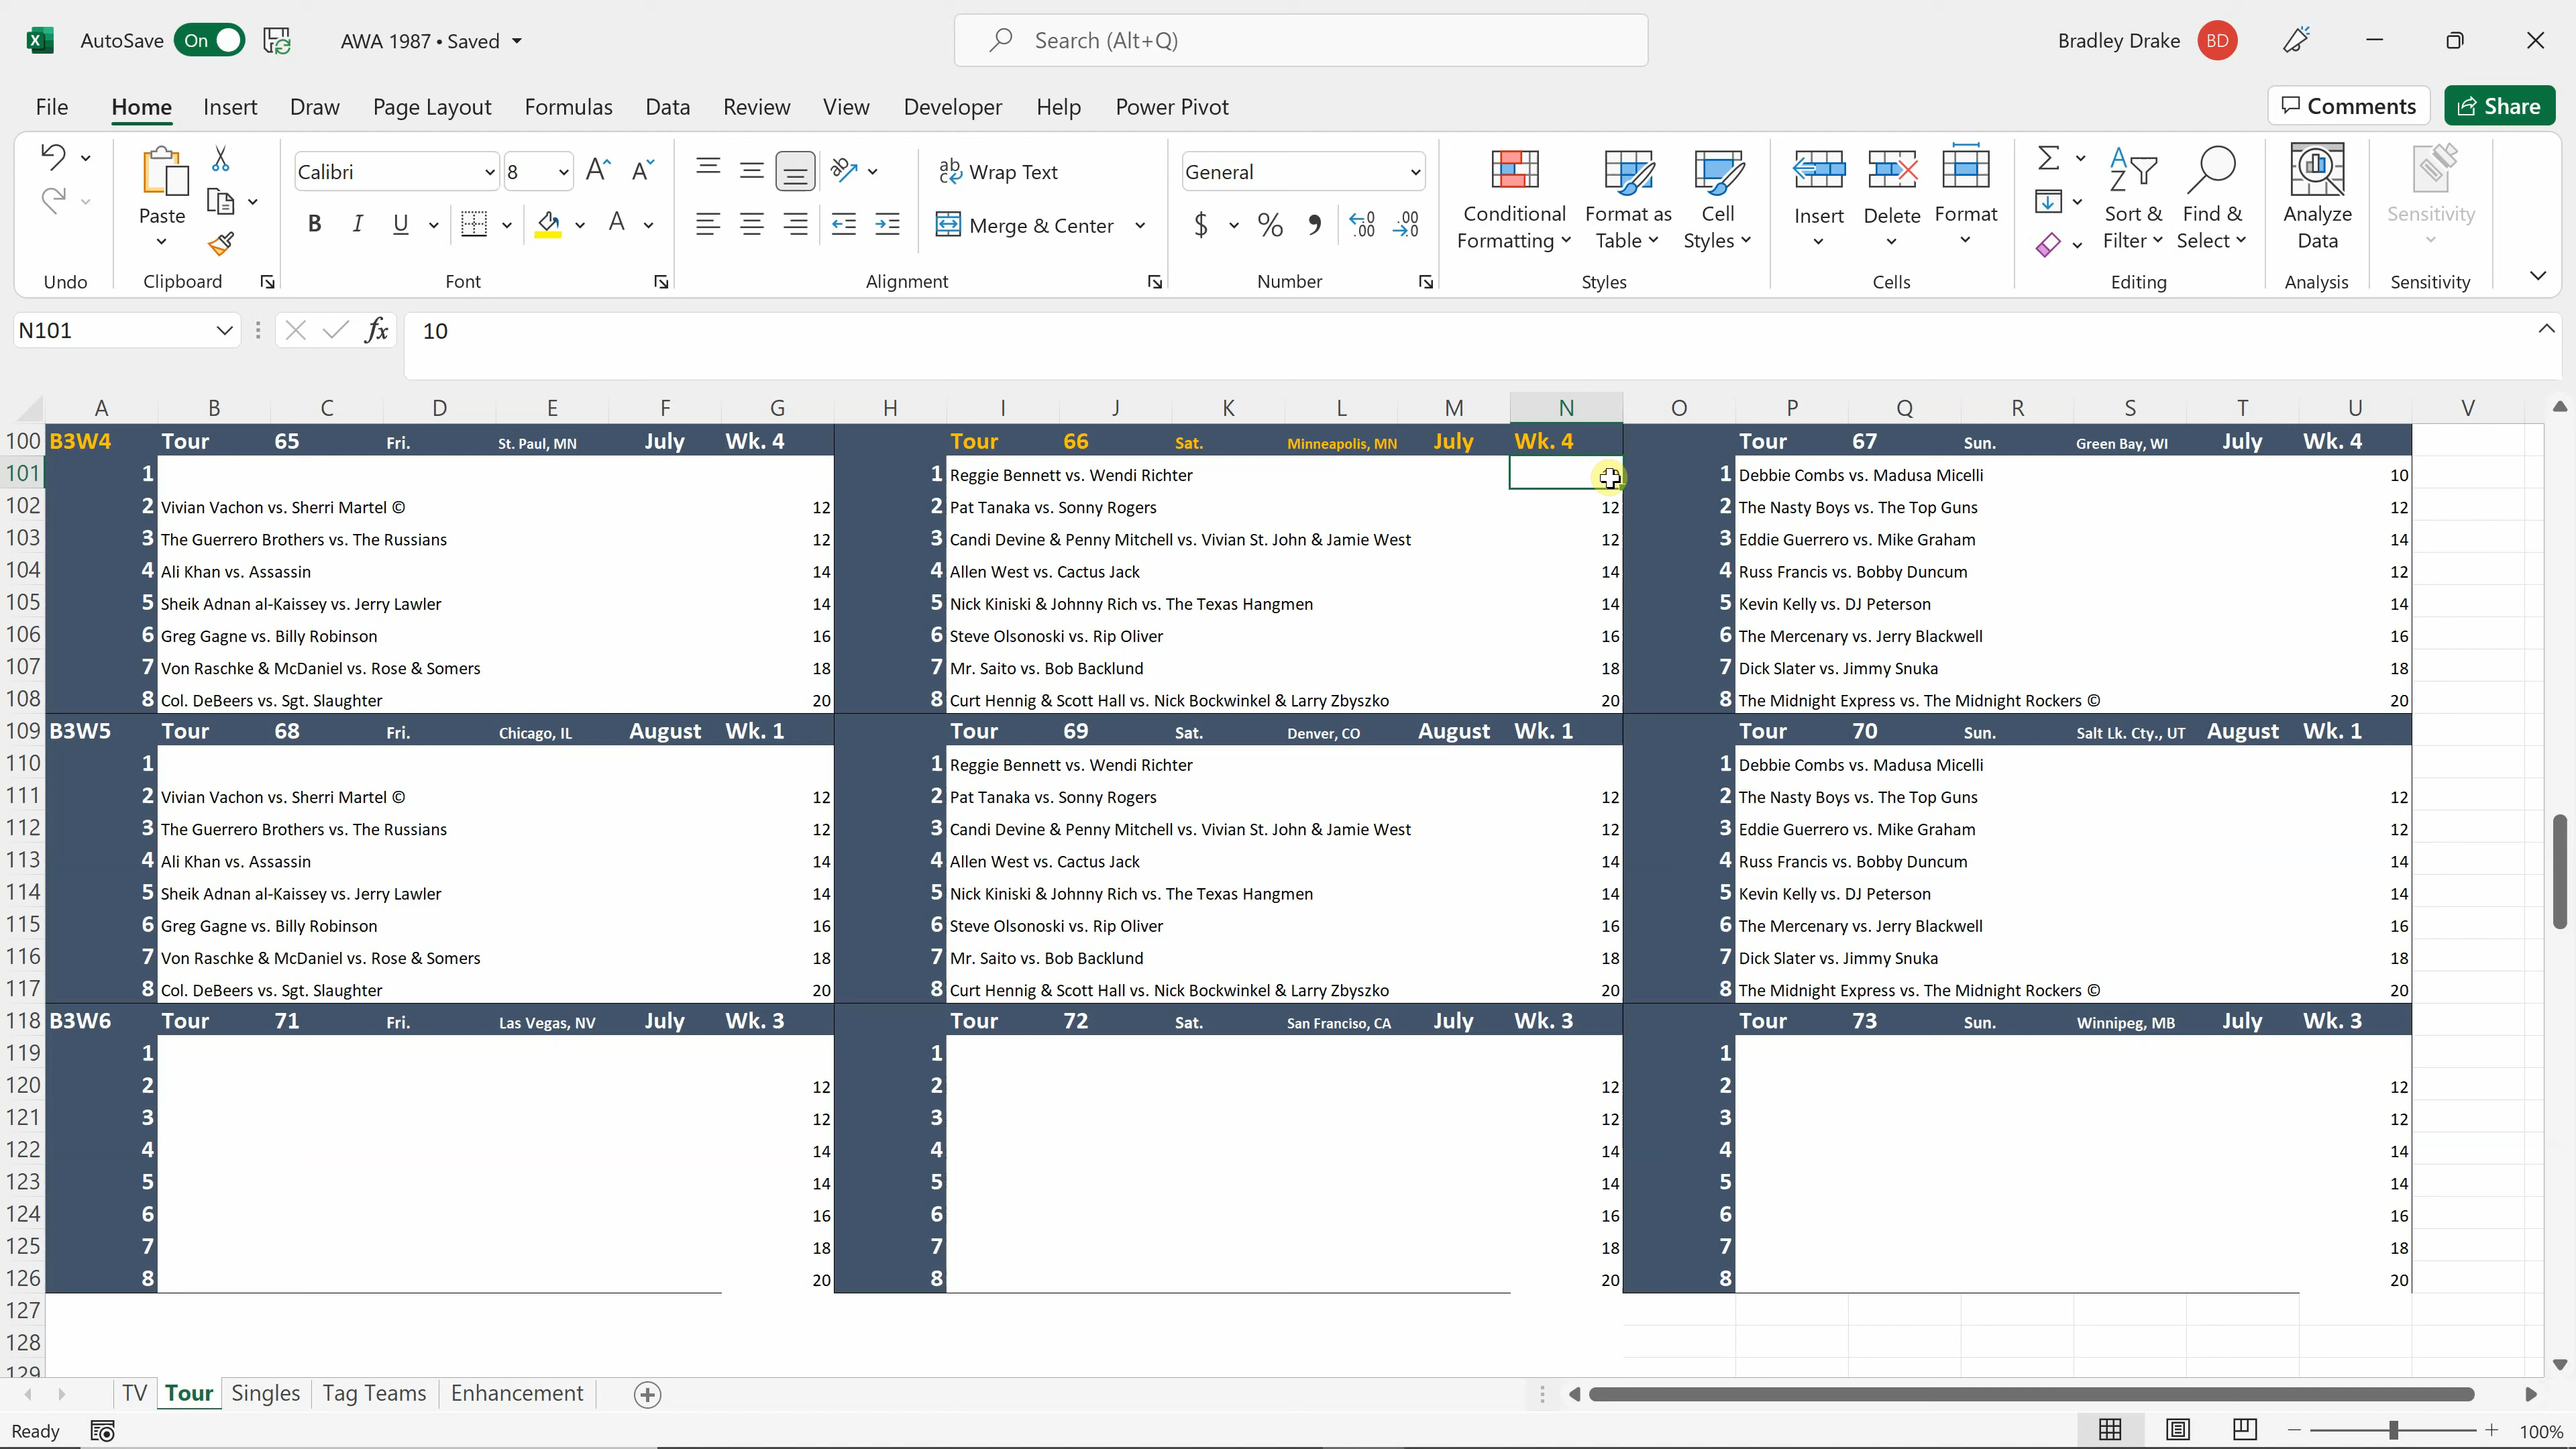 AutoSave On AWA 1987 • Saved Search (Alt+Q) Bradley Drake BD
File Home Insert Draw Page Layout Formulas Data Review View Developer Help Power Pivot Comments Share
Paste Calibri 8 ab Wrap Text General Conditional Formatting Format as Table Cell Styles Insert Delete Format Sort & Filter Find & Select Analyze Data Sensitivity
B I U A Merge & Center $ % 9
Undo Clipboard Font Alignment Number Styles Cells Editing Analysis Sensitivity
N101 fx 10
A B C D E F G H I J K L M N O P Q R S T U V
100 B3W4 Tour 65 Fri. St. Paul, MN July Wk. 4 Tour 66 Sat. Minneapolis, MN July Wk. 4 Tour 67 Sun. Green Bay, WI July Wk. 4
101 1 1 Reggie Bennett vs. Wendi Richter 1 Debbie Combs vs. Madusa Micelli 10
102 2 Vivian Vachon vs. Sherri Martel © 12 2 Pat Tanaka vs. Sonny Rogers 12 2 The Nasty Boys vs. The Top Guns 12
103 3 The Guerrero Brothers vs. The Russians 12 3 Candi Devine & Penny Mitchell vs. Vivian St. John & Jamie West 12 3 Eddie Guerrero vs. Mike Graham 14
104 4 Ali Khan vs. Assassin 14 4 Allen West vs. Cactus Jack 14 4 Russ Francis vs. Bobby Duncum 12
105 5 Sheik Adnan al-Kaissey vs. Jerry Lawler 14 5 Nick Kiniski & Johnny Rich vs. The Texas Hangmen 14 5 Kevin Kelly vs. DJ Peterson 14
106 6 Greg Gagne vs. Billy Robinson 16 6 Steve Olsonoski vs. Rip Oliver 16 6 The Mercenary vs. Jerry Blackwell 16
107 7 Von Raschke & McDaniel vs. Rose & Somers 18 7 Mr. Saito vs. Bob Backlund 18 7 Dick Slater vs. Jimmy Snuka 18
108 8 Col. DeBeers vs. Sgt. Slaughter 20 8 Curt Hennig & Scott Hall vs. Nick Bockwinkel & Larry Zbyszko 20 8 The Midnight Express vs. The Midnight Rockers © 20
109 B3W5 Tour 68 Fri. Chicago, IL August Wk. 1 Tour 69 Sat. Denver, CO August Wk. 1 Tour 70 Sun. Salt Lk. Cty., UT August Wk. 1
110 1 1 Reggie Bennett vs. Wendi Richter 1 Debbie Combs vs. Madusa Micelli
111 2 Vivian Vachon vs. Sherri Martel © 12 2 Pat Tanaka vs. Sonny Rogers 12 2 The Nasty Boys vs. The Top Guns 12
112 3 The Guerrero Brothers vs. The Russians 12 3 Candi Devine & Penny Mitchell vs. Vivian St. John & Jamie West 12 3 Eddie Guerrero vs. Mike Graham 12
113 4 Ali Khan vs. Assassin 14 4 Allen West vs. Cactus Jack 14 4 Russ Francis vs. Bobby Duncum 14
114 5 Sheik Adnan al-Kaissey vs. Jerry Lawler 14 5 Nick Kiniski & Johnny Rich vs. The Texas Hangmen 14 5 Kevin Kelly vs. DJ Peterson 14
115 6 Greg Gagne vs. Billy Robinson 16 6 Steve Olsonoski vs. Rip Oliver 16 6 The Mercenary vs. Jerry Blackwell 16
116 7 Von Raschke & McDaniel vs. Rose & Somers 18 7 Mr. Saito vs. Bob Backlund 18 7 Dick Slater vs. Jimmy Snuka 18
117 8 Col. DeBeers vs. Sgt. Slaughter 20 8 Curt Hennig & Scott Hall vs. Nick Bockwinkel & Larry Zbyszko 20 8 The Midnight Express vs. The Midnight Rockers © 20
118 B3W6 Tour 71 Fri. Las Vegas, NV July Wk. 3 Tour 72 Sat. San Franciso, CA July Wk. 3 Tour 73 Sun. Winnipeg, MB July Wk. 3
119 1 1 1
120 2 12 2 12 2 12
121 3 12 3 12 3 12
122 4 14 4 14 4 14
123 5 14 5 14 5 14
124 6 16 6 16 6 16
125 7 18 7 18 7 18
126 8 20 8 20 8 20
127
128
129
TV Tour Singles Tag Teams Enhancement
Ready 100%